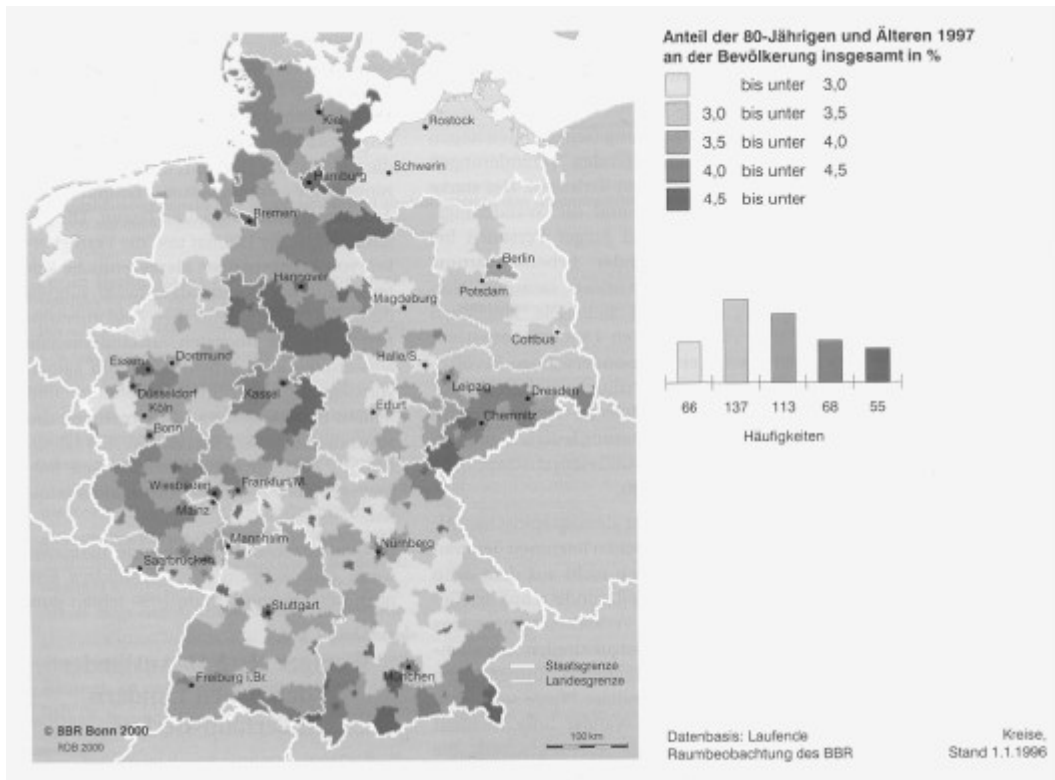 Anteil der 80-Jährigen und Älteren 1997
an der Bevölkerung insgesamt in %
bis unter 3,0
3,0 bis unter 3,5
3,5 bis unter 4,0
4,0 bis unter 4,5
4,5 bis unter
66 137 113 68 55
Häufigkeiten
Kiel
Rostock
Schwerin
Hamburg
Bremen
Berlin
Hannover
Potsdam
Magdeburg
Cottbus
Halle/S.
Essen
Dortmund
Leipzig
Düsseldorf
Kassel
Dresden
Köln
Erfurt
Chemnitz
Bonn
Wiesbaden
Frankfurt/M.
Mainz
Mannheim
Nürnberg
Saarbrücken
Stuttgart
Staatsgrenze
Landesgrenze
Freiburg i.Br.
München
© BBR Bonn 2000
ROB 2000
100 km
Datenbasis: Laufende
Raumbeobachtung des BBR
Kreise,
Stand 1.1.1996